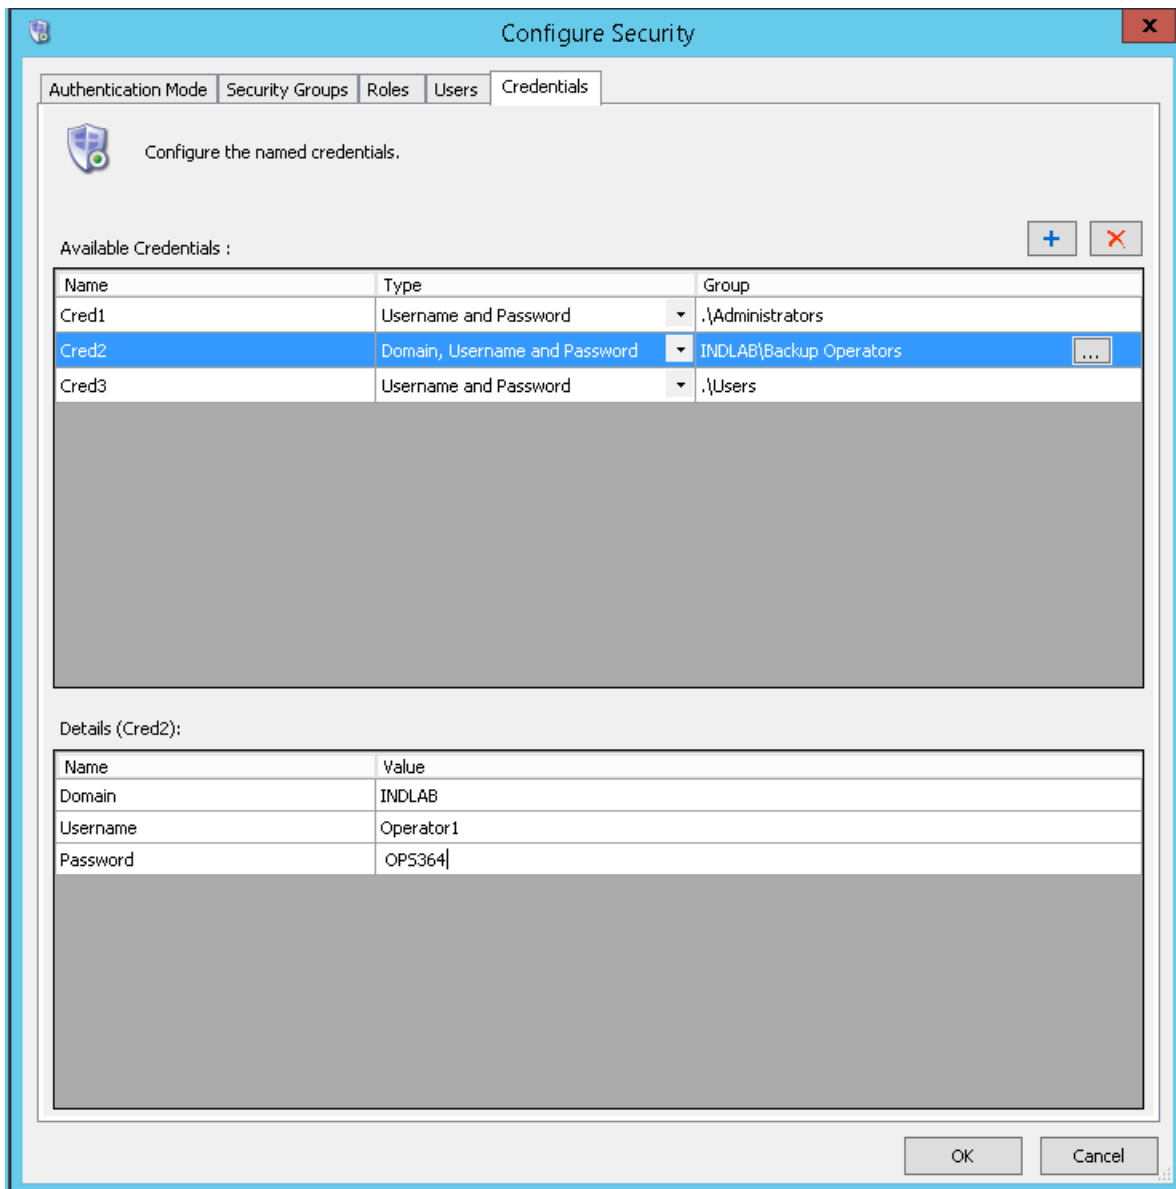 Configure Security
x
Authentication Mode Security Groups Roles Users Credentials
Configure the named credentials.
Available Credentials :
Name Type Group
Cred1 Username and Password .\Administrators
Cred2 Domain, Username and Password INDLAB\Backup Operators ...
Cred3 Username and Password .\Users
Details (Cred2):
Name Value
Domain INDLAB
Username Operator1
Password OPS364
OK Cancel